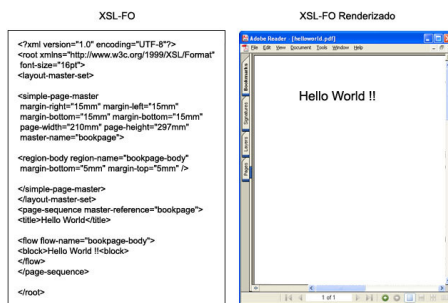 XSL-FO
<?xml version="1.0" encoding="UTF-8"?>
<root xmlns="http://www.w3c.org/1999/XSL/Format"
font-size="16pt">
<layout-master-set>
<simple-page-master
margin-right="15mm" margin-left="15mm"
margin-bottom="15mm" margin-bottom="15mm"
page-width="210mm" page-height="297mm"
master-name="bookpage">
<region-body region-name="bookpage-body"
margin-bottom="5mm" margin-top="5mm" />
</simple-page-master>
</layout-master-set>
<page-sequence master-reference="bookpage">
<title>Hello World</title>
<flow flow-name="bookpage-body">
<block>Hello World !!<block>
</flow>
</page-sequence>
</root>
XSL-FO Renderizado
Adobe Reader - [helloworld.pdf]
File Edit View Document Tools Window Help
Bookmarks
Signatures
Layers
Pages
Hello World !!
1 of 1